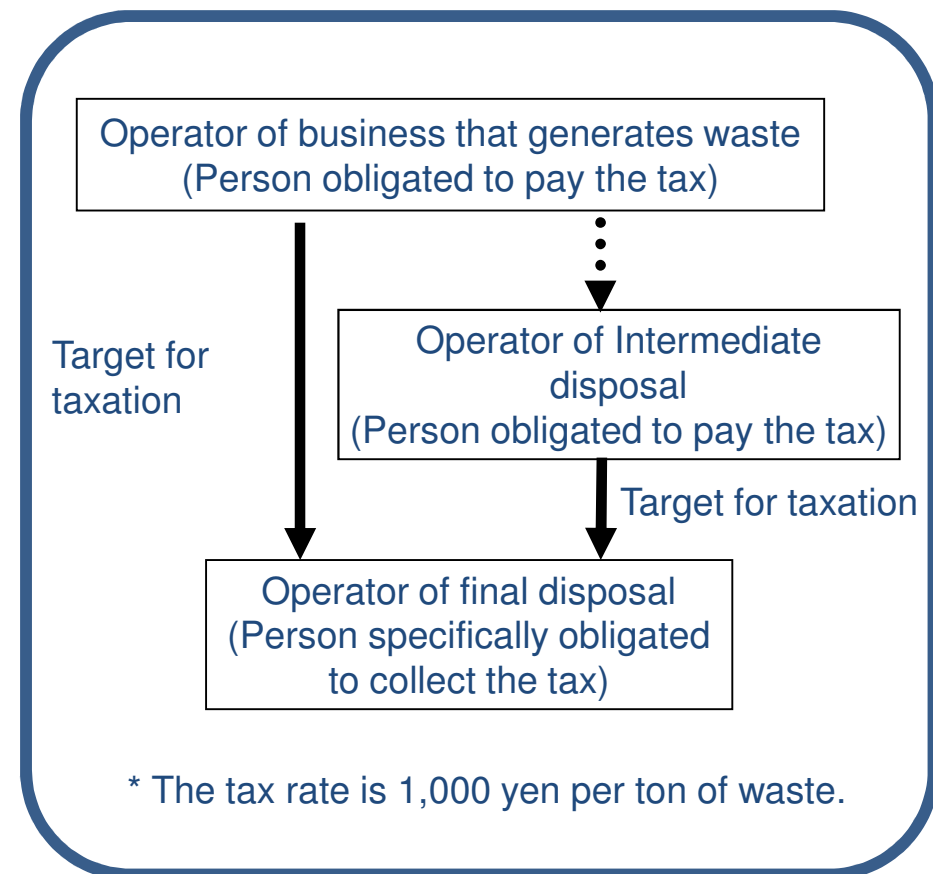 Operator of business that generates waste
(Person obligated to pay the tax)
Target for
taxation
Operator of Intermediate
disposal
(Person obligated to pay the tax)
Target for taxation
Operator of final disposal
(Person specifically obligated
to collect the tax)
* The tax rate is 1,000 yen per ton of waste.